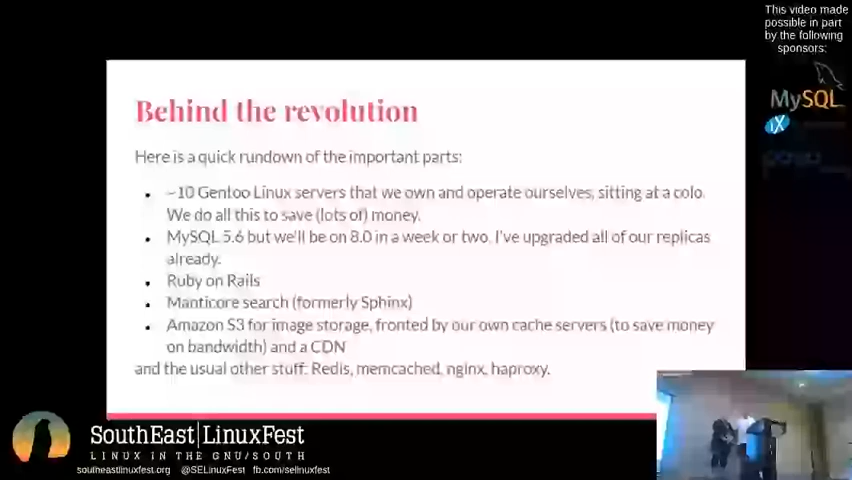 This video made
possible in part
by the following
sponsors:
MySQL
iX
Behind the revolution
Here is a quick rundown of the important parts:
~10 Gentoo Linux servers that we own and operate ourselves, sitting at a colo.
We do all this to save (lots of) money.
MySQL 5.6 but we'll be on 8.0 in a week or two. I've upgraded all of our replicas
already.
Ruby on Rails
Manticore search (formerly Sphinx)
Amazon S3 for image storage, fronted by our own cache servers (to save money
on bandwidth) and a CDN
and the usual other stuff: Redis, memcached, nginx, haproxy.
SouthEast|LinuxFest
LINUX IN THE GNU/SOUTH
southeastlinuxfest.org @SELinuxFest fb.com/selinuxfest